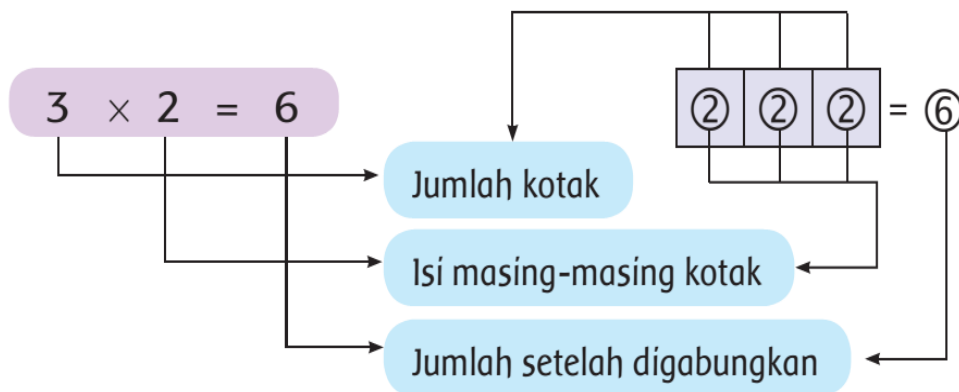 3 × 2 = 6
② ② ② = ⑥
Jumlah kotak
Isi masing-masing kotak
Jumlah setelah digabungkan